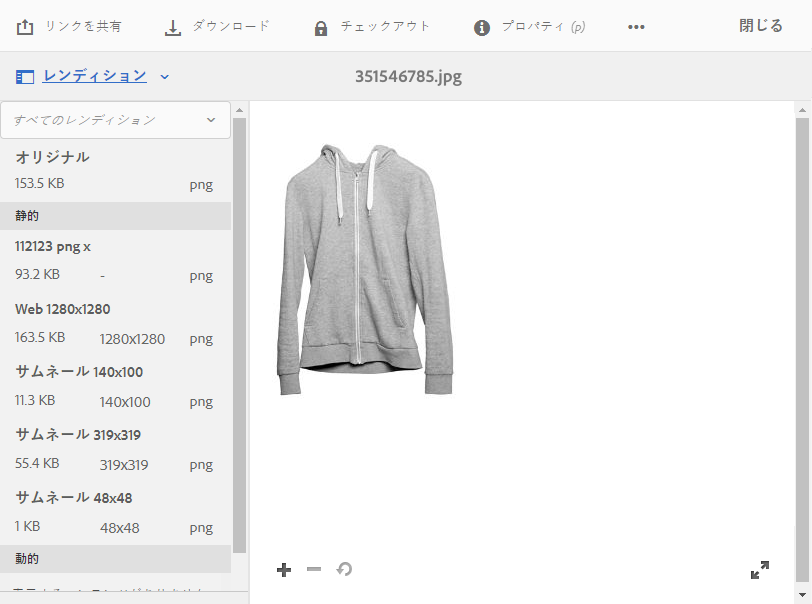 リンクを共有 ダウンロード チェックアウト プロパティ (p) ••• 閉じる
レンディション 351546785.jpg
すべてのレンディション
オリジナル
153.5 KB png
静的
112123 png x
93.2 KB - png
Web 1280x1280
163.5 KB 1280x1280 png
サムネール 140x100
11.3 KB 140x100 png
サムネール 319x319
55.4 KB 319x319 png
サムネール 48x48
1 KB 48x48 png
動的